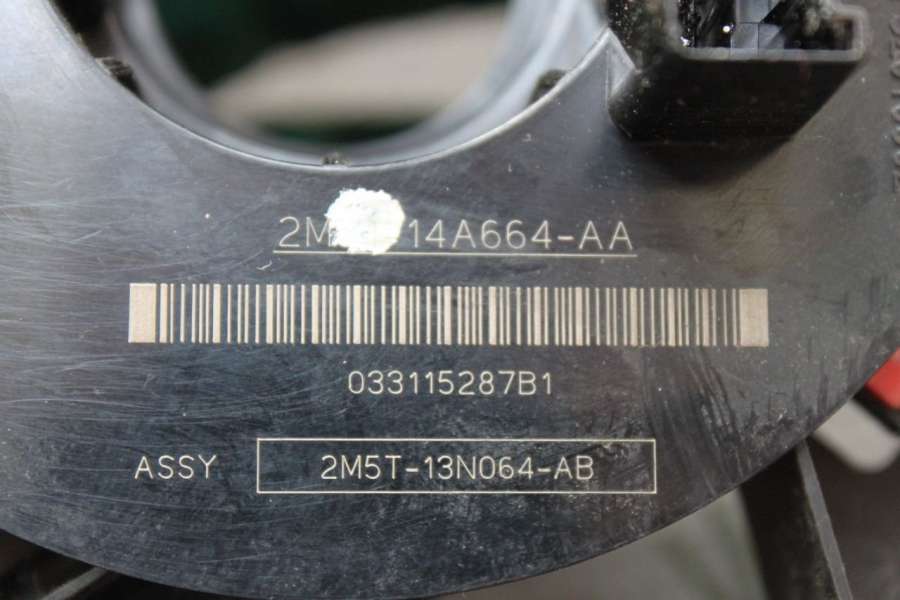 14A664-AA
033115287B1
ASSY 2M5T-13N064-AB